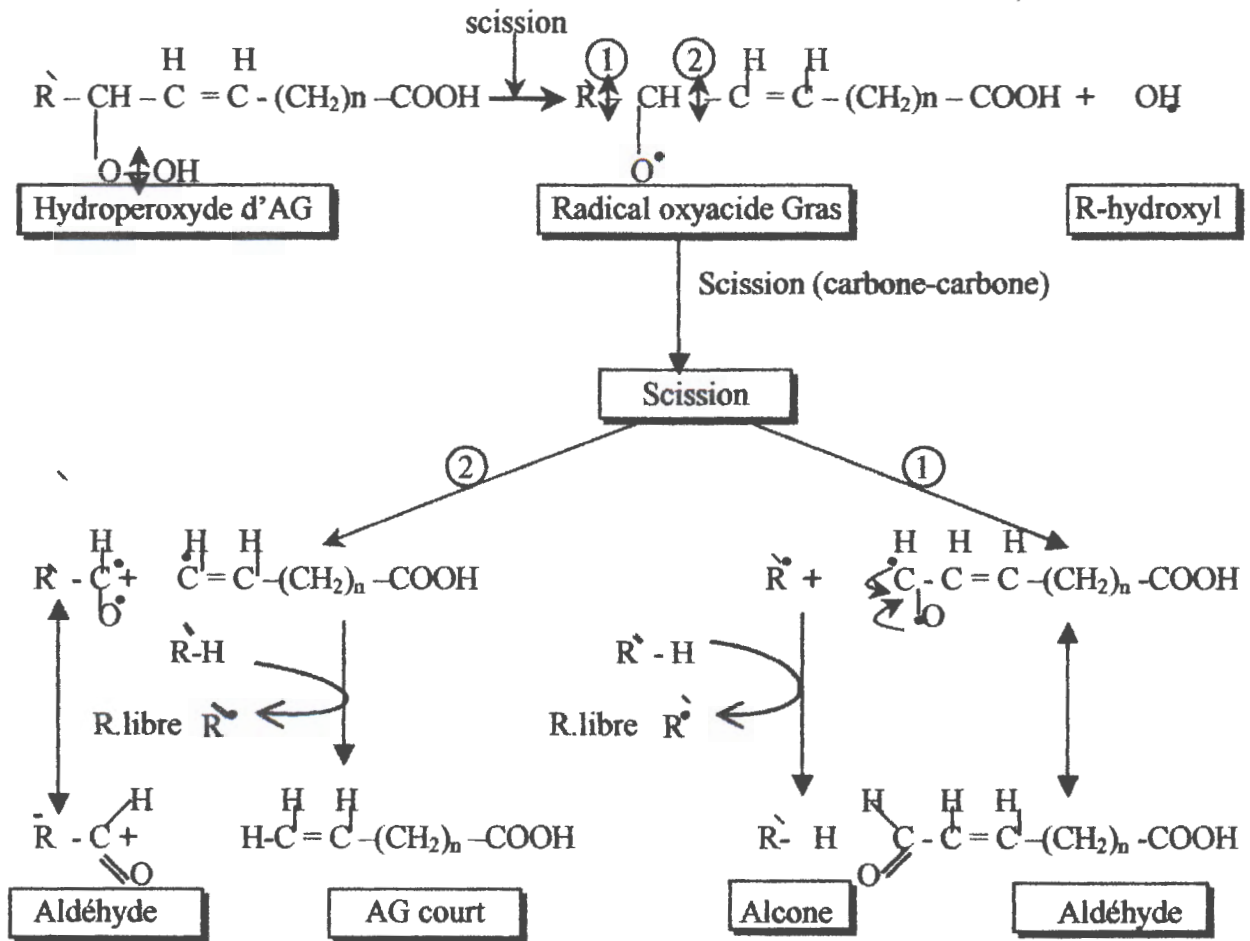 scission
① ②
H H H H
R` – CH – C = C - (CH₂)n – COOH → R` – CH – C = C – (CH₂)n – COOH + OH•
O – OH O•
Hydroperoxyde d'AG Radical oxyacide Gras R-hydroxyl
Scission (carbone-carbone)
Scission
② ①
H H H H H H
R` - C• + •C = C –(CH₂)n –COOH R`• + •C - C = C –(CH₂)n -COOH
O• •O
R`-H R` - H
R.libre R`• R.libre R`•
H H H H H H
R - C + H-C = C –(CH₂)n –COOH R`- H C - C = C –(CH₂)n -COOH
O O
Aldéhyde AG court Alcone Aldéhyde